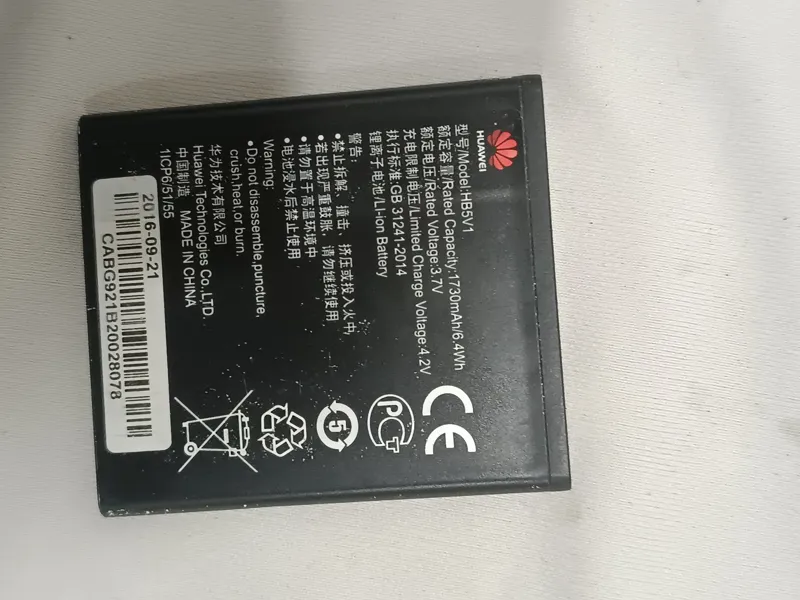 HUAWEI
型号/Model:HB5V1
额定容量/Rated Capacity:1730mAh/6.4Wh
额定电压/Rated Voltage:3.7V
充电限制电压/Limited Charge Voltage:4.2V
执行标准:GB 31241-2014
锂离子电池/Li-ion Battery
警告:
•禁止拆解、撞击、挤压或投入火中
•若出现严重鼓胀，请勿继续使用
•请勿置于高温环境中
•电池浸水后禁止使用
Warning:
•Do not disassemble,puncture,
crush,heat,or burn.
华为技术有限公司
Huawei Technologies Co.,LTD.
中国制造 MADE IN CHINA
1ICP6/51/55
CE
PCT
5
2016-09-21
CABG921B20028078